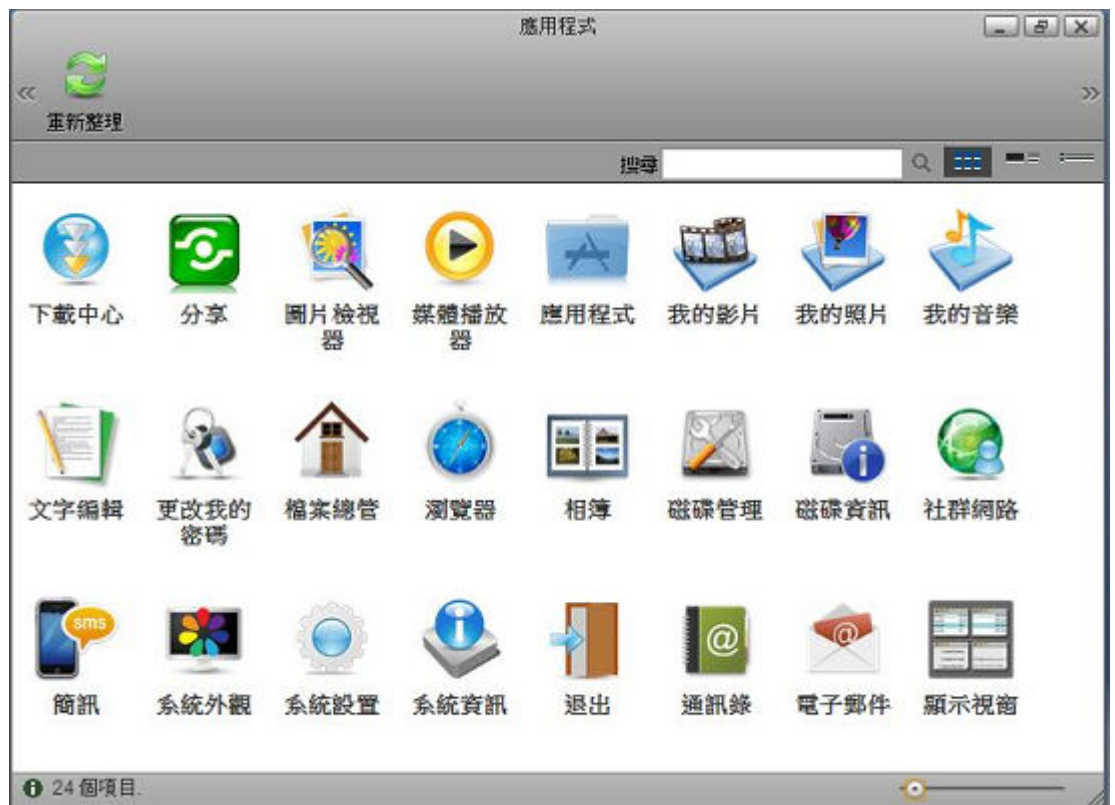 應用程式
重新整理
搜尋
下載中心 分享 圖片檢視器 媒體播放器 應用程式 我的影片 我的照片 我的音樂
文字編輯 更改我的密碼 檔案總管 瀏覽器 相簿 磁碟管理 磁碟資訊 社群網路
sms
@
@
簡訊 系統外觀 系統設置 系統資訊 退出 通訊錄 電子郵件 顯示視窗
24 個項目.